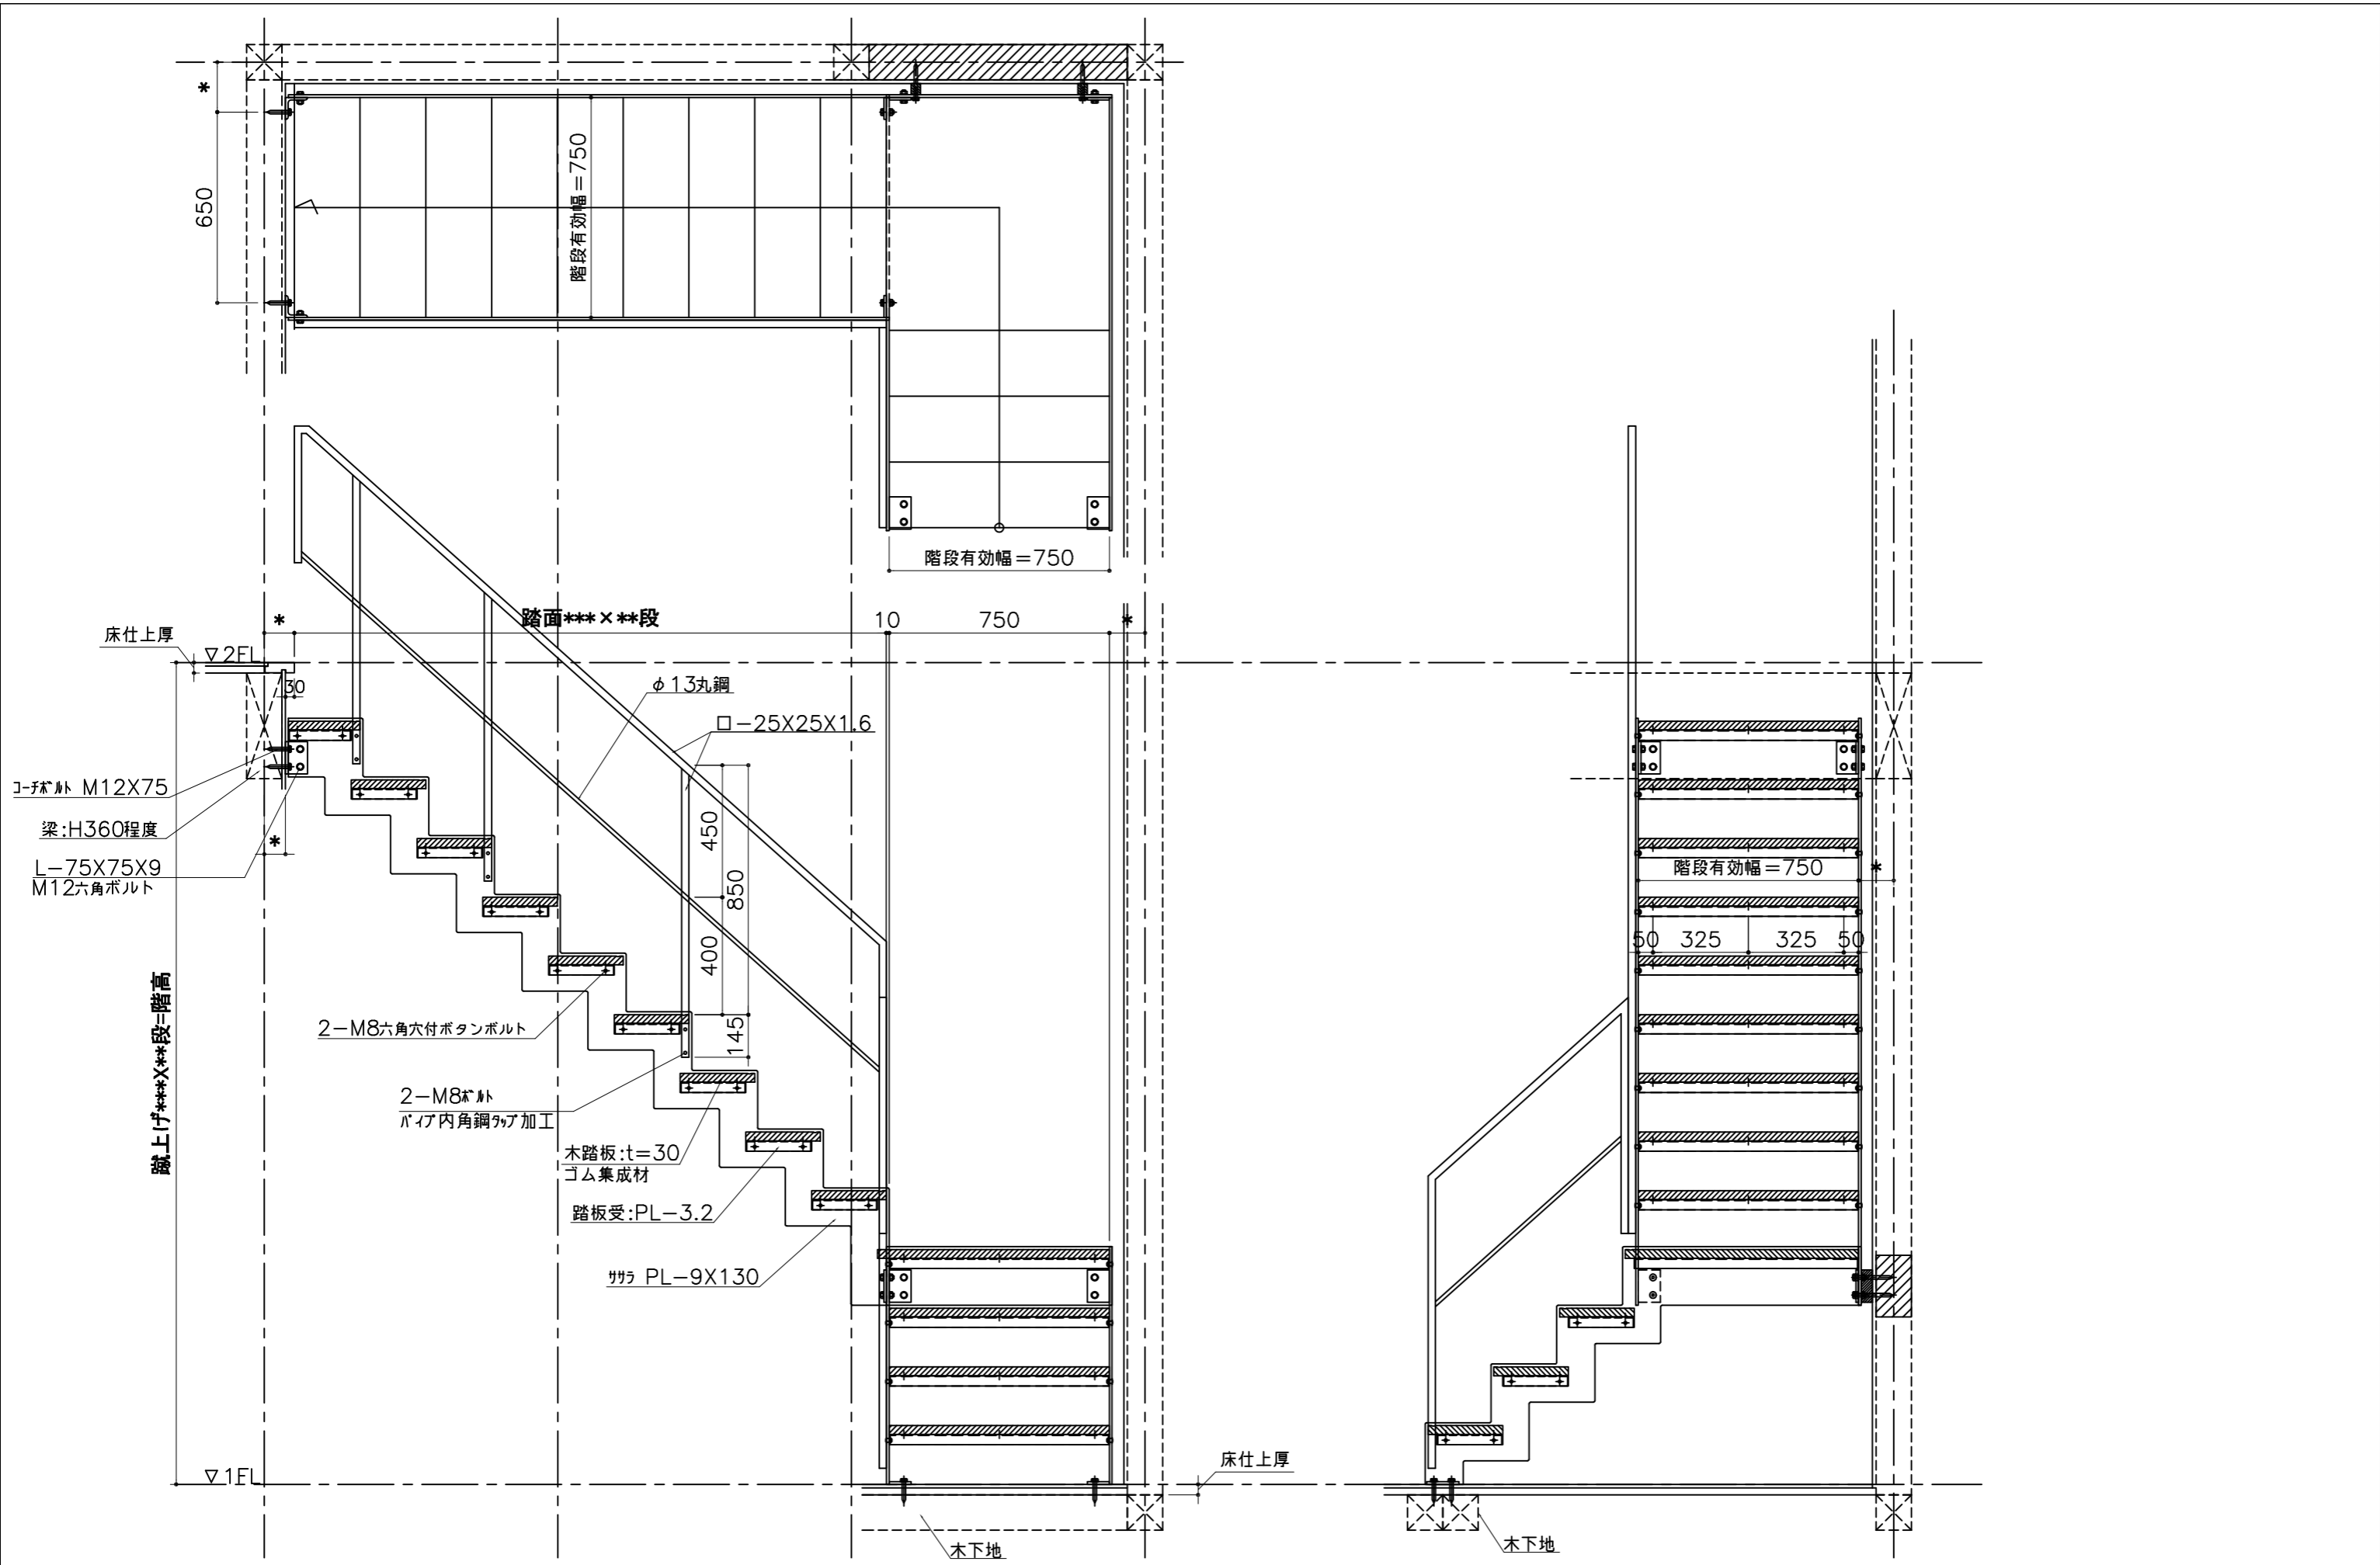 *
650
階段有効幅=750
階段有効幅=750
*
踏面***×**段
10
750
*
床仕上厚
▽2FL
30
φ13丸鋼
ロ-25X25X1.6
コーチボルト M12X75
梁:H360程度
*
L-75X75X9
M12六角ボルト
450
850
400
145
階段有効幅=750
*
50
325
325
50
蹴上げ***X**段=階高
2-M8六角穴付ボタンボルト
2-M8ボルト
パイプ内角鋼タップ加工
木踏板:t=30
ゴム集成材
踏板受:PL-3.2
ササラ PL-9X130
▽1FL
床仕上厚
木下地
木下地